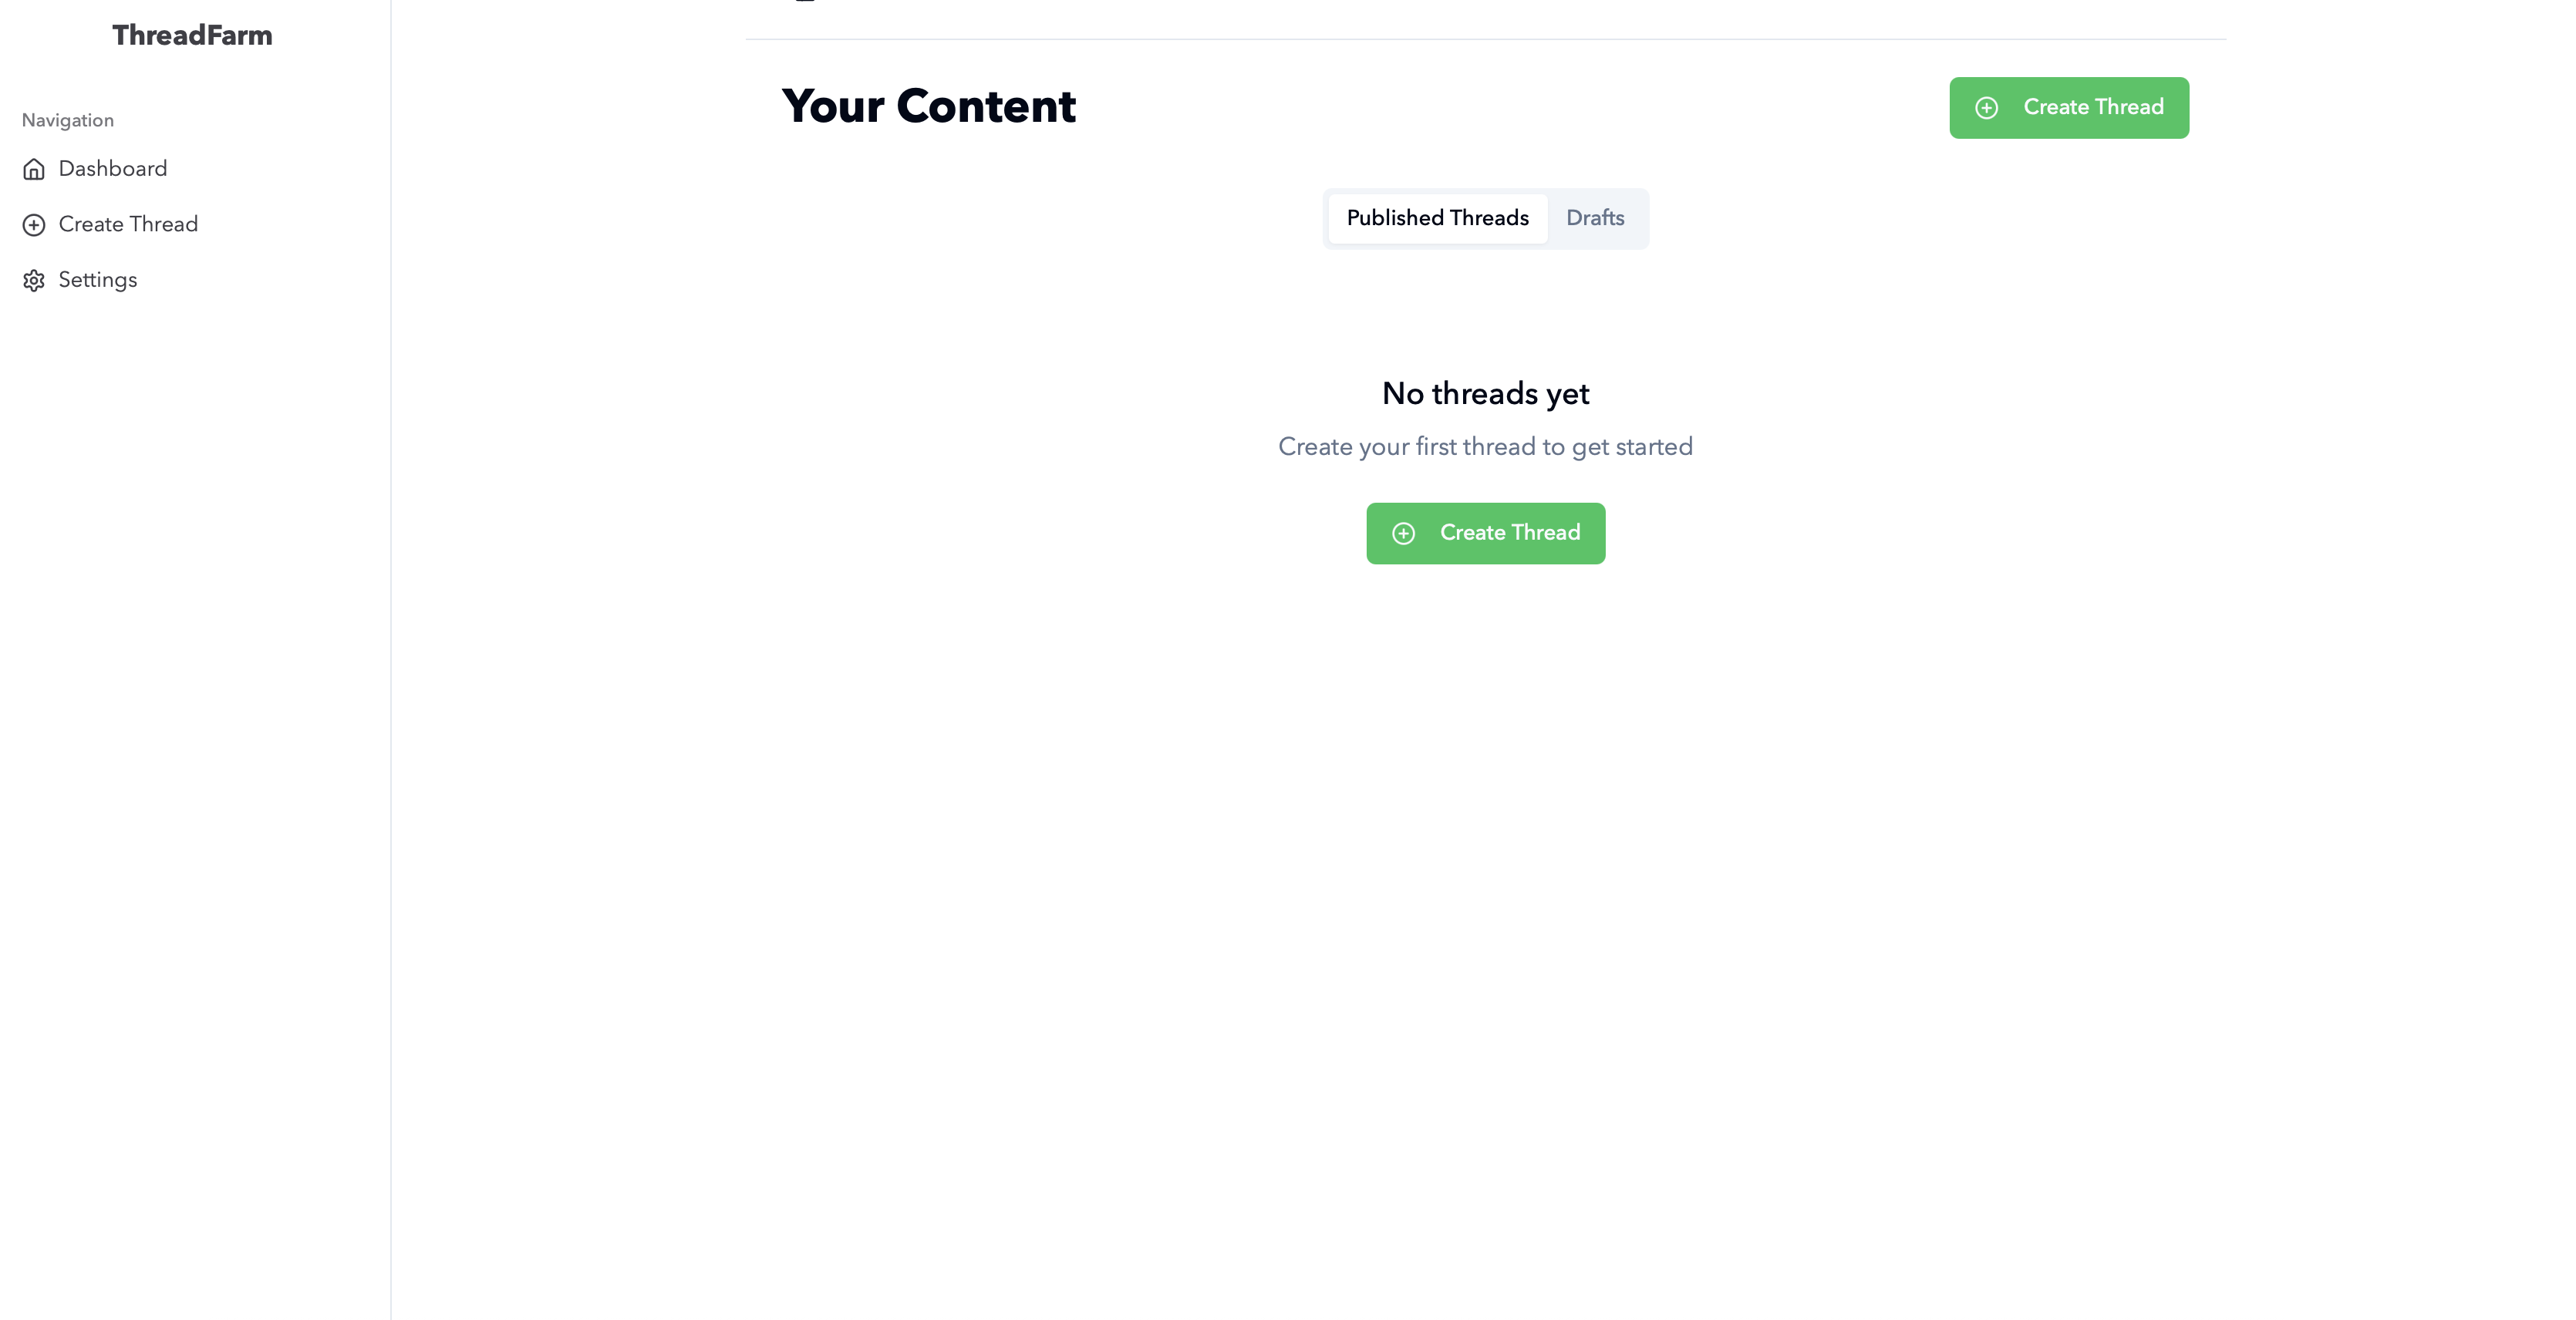 ThreadFarm
Navigation
Dashboard
Create Thread
Settings
Your Content
Create Thread
Published Threads
Drafts
No threads yet
Create your first thread to get started
Create Thread